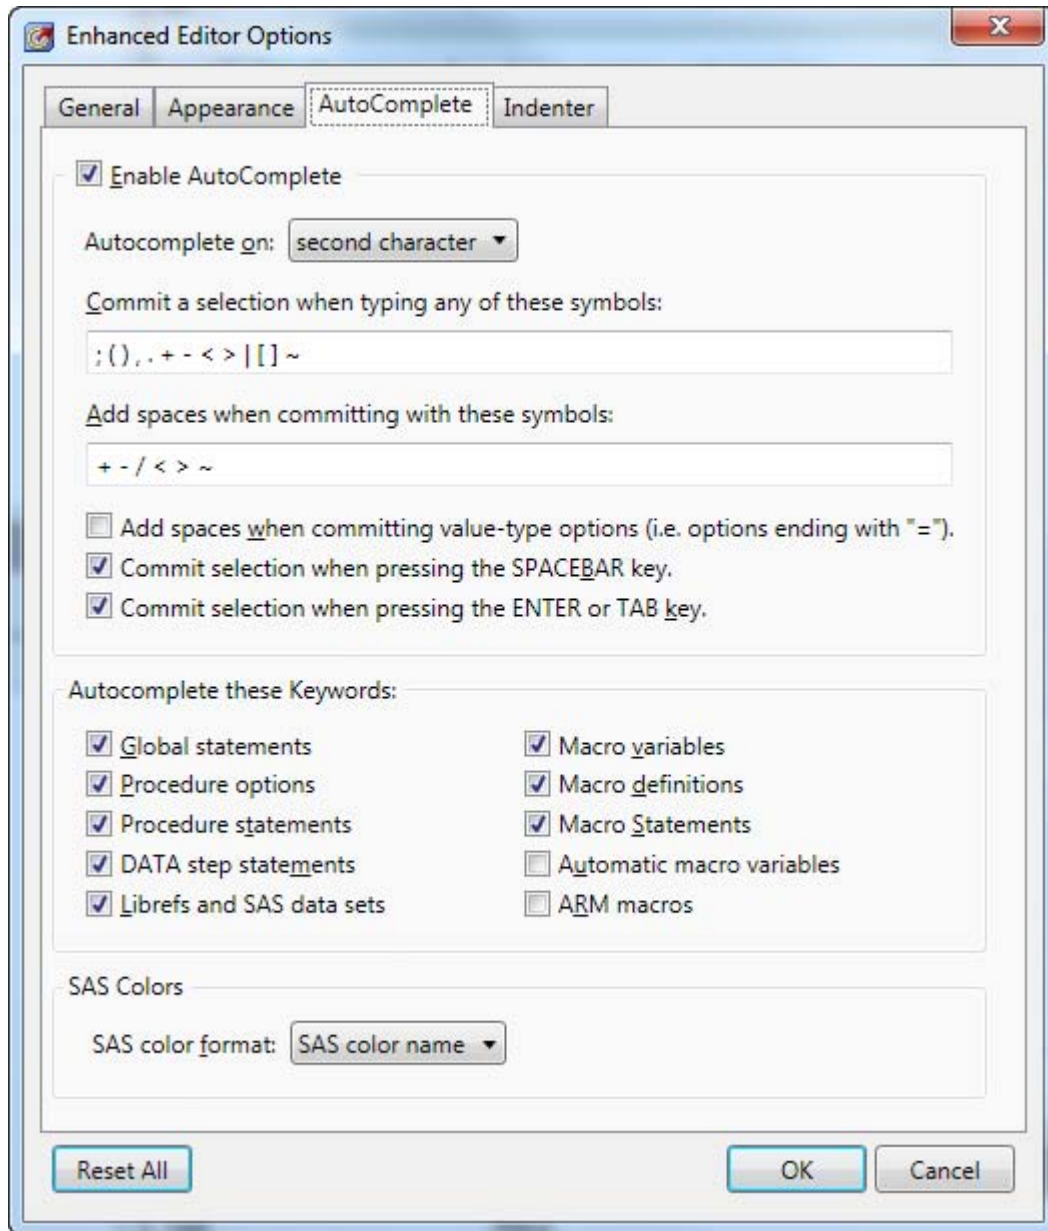 Enhanced Editor Options
General Appearance AutoComplete Indenter
Enable AutoComplete
Autocomplete on: second character
Commit a selection when typing any of these symbols:
;(),. + - < > | [ ] ~
Add spaces when committing with these symbols:
+ - / < > ~
Add spaces when committing value-type options (i.e. options ending with "=").
Commit selection when pressing the SPACEBAR key.
Commit selection when pressing the ENTER or TAB key.
Autocomplete these Keywords:
Global statements
Procedure options
Procedure statements
DATA step statements
Librefs and SAS data sets
Macro variables
Macro definitions
Macro Statements
Automatic macro variables
ARM macros
SAS Colors
SAS color format: SAS color name
Reset All OK Cancel